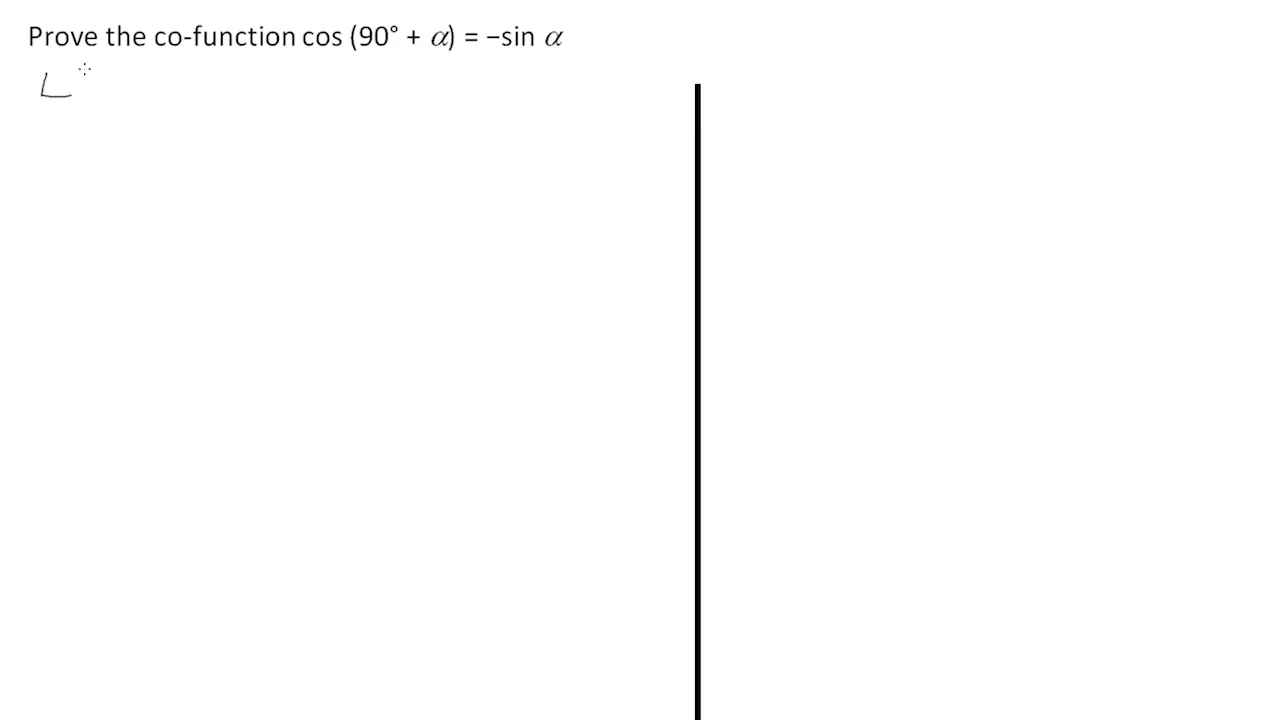 Prove the co-function cos (90° + α) = −sin α
L